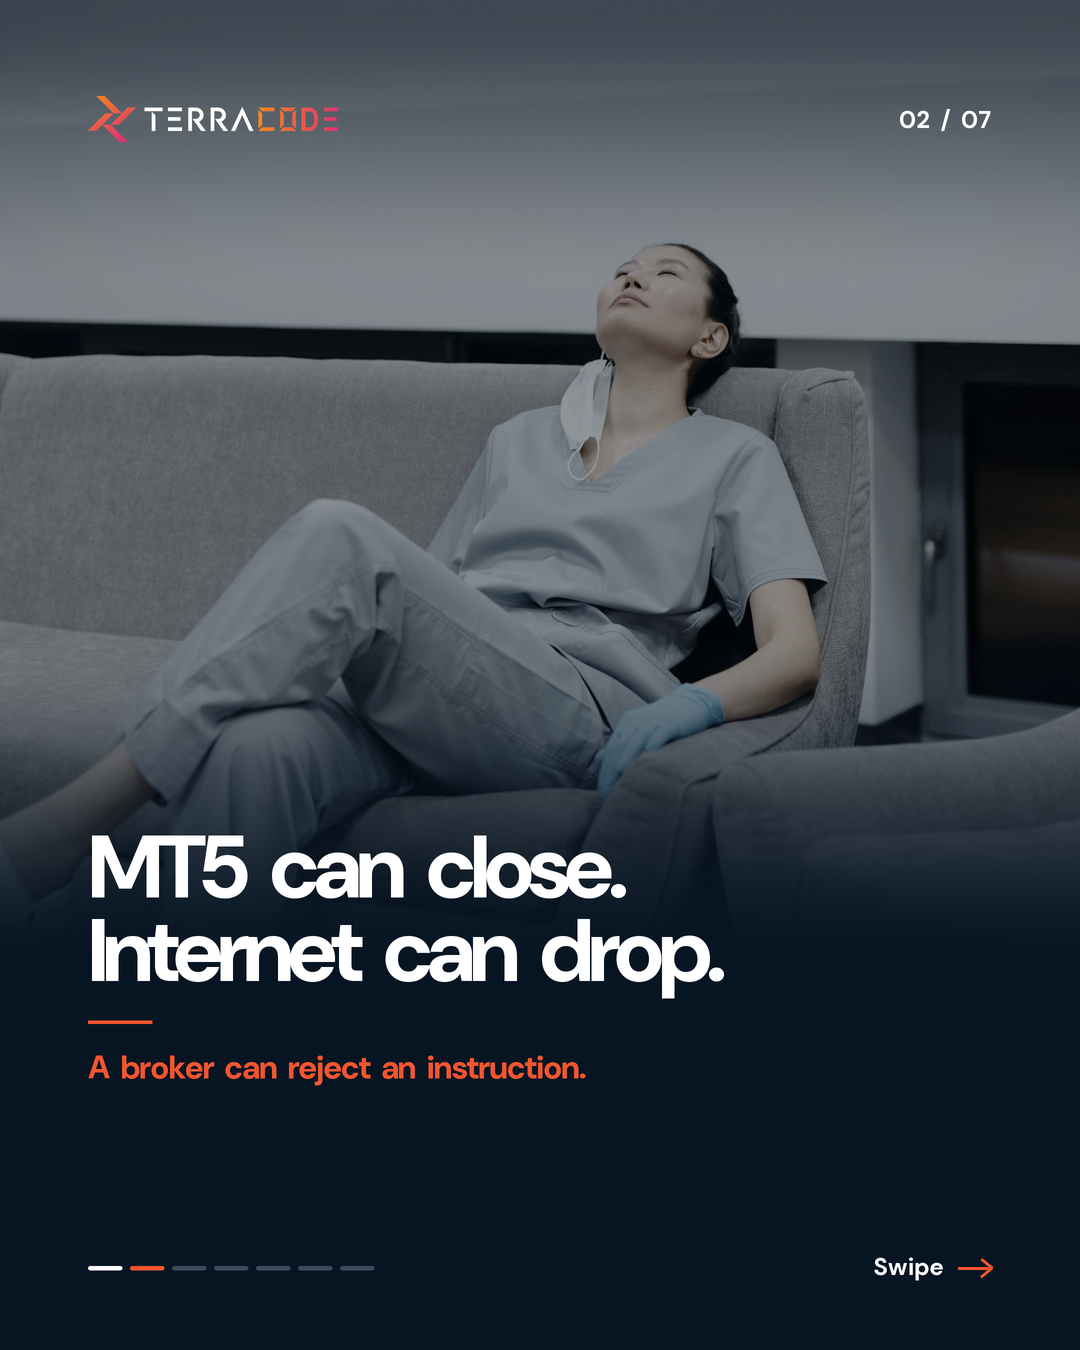 TERRACODE
02 / 07
MT5 can close.
Internet can drop.
A broker can reject an instruction.
Swipe